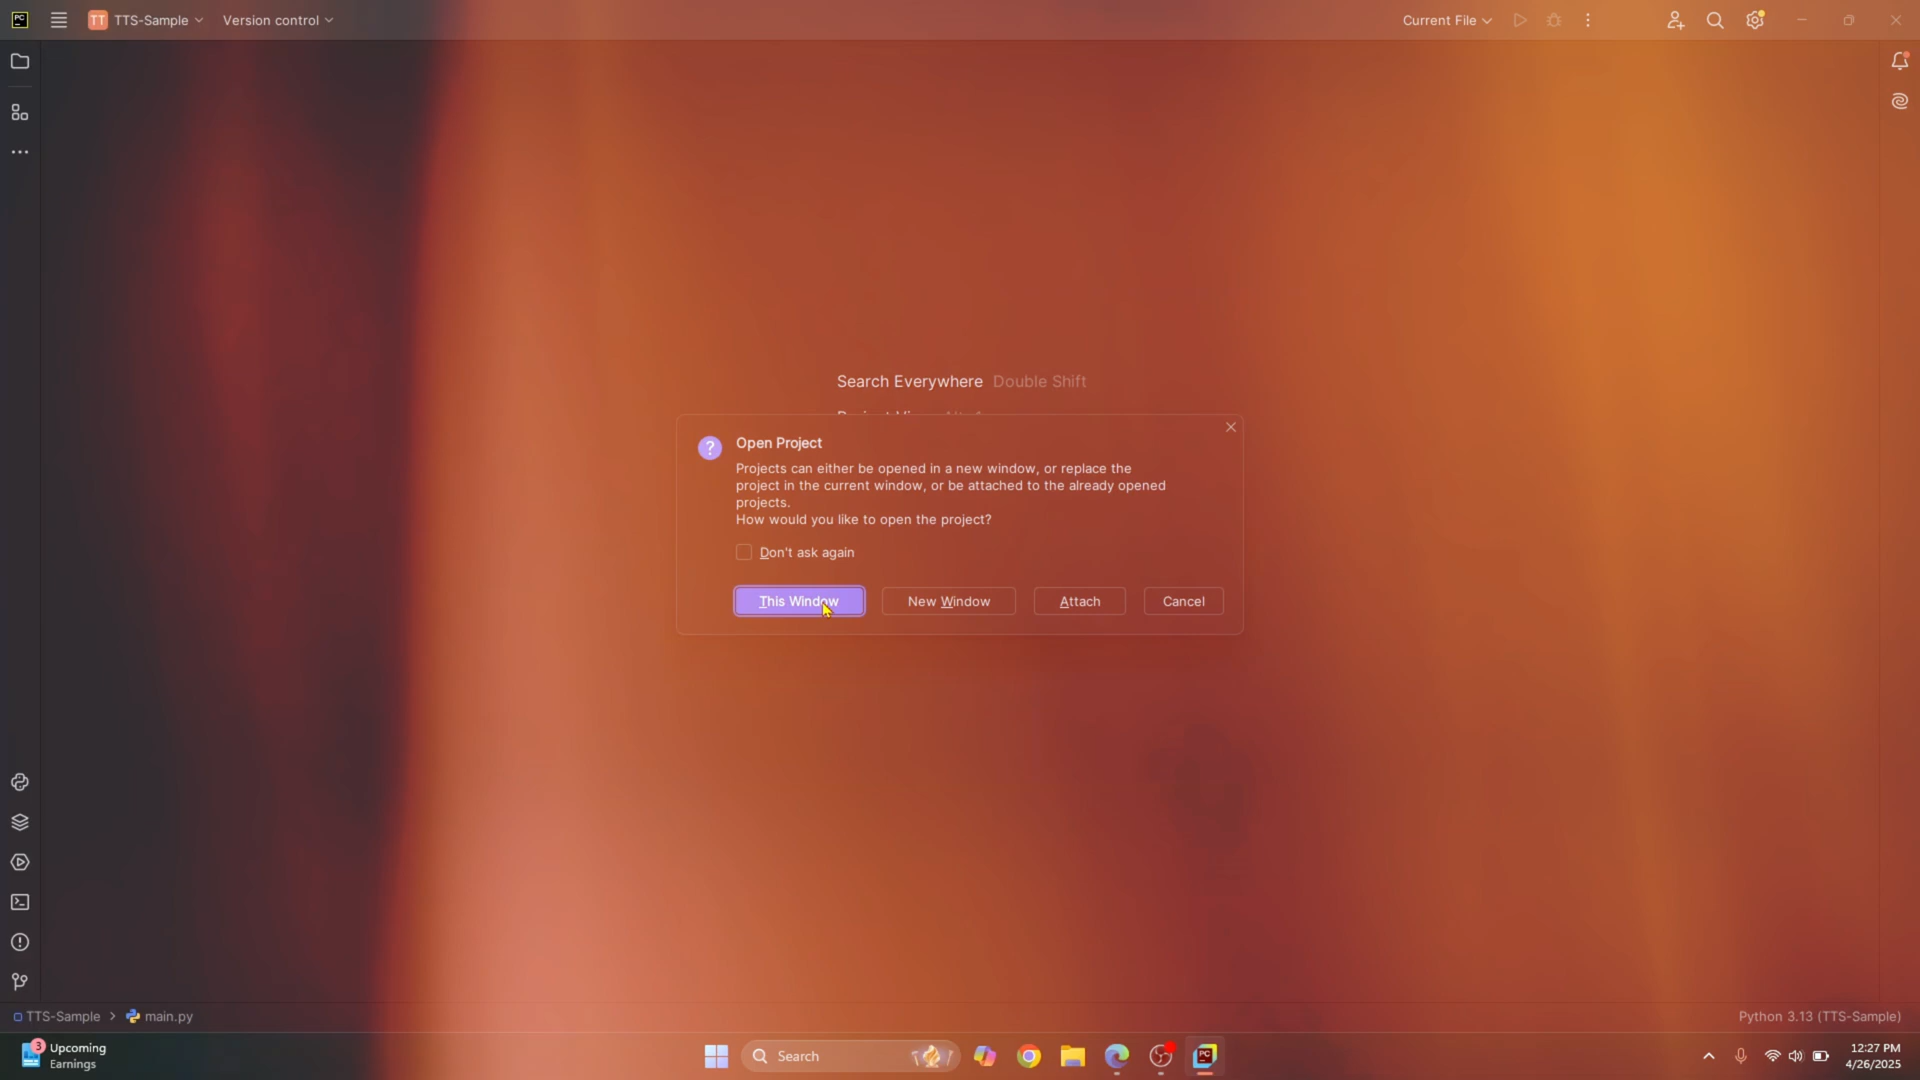 PC TT TTS-Sample Version control Current File
Search Everywhere Double Shift
Open Project
Projects can either be opened in a new window, or replace the
project in the current window, or be attached to the already opened
projects.
How would you like to open the project?
Don't ask again
This Window New Window Attach Cancel
TTS-Sample > main.py Python 3.13 (TTS-Sample)
3 Upcoming
Earnings
Search
PC
12:27 PM
4/26/2025